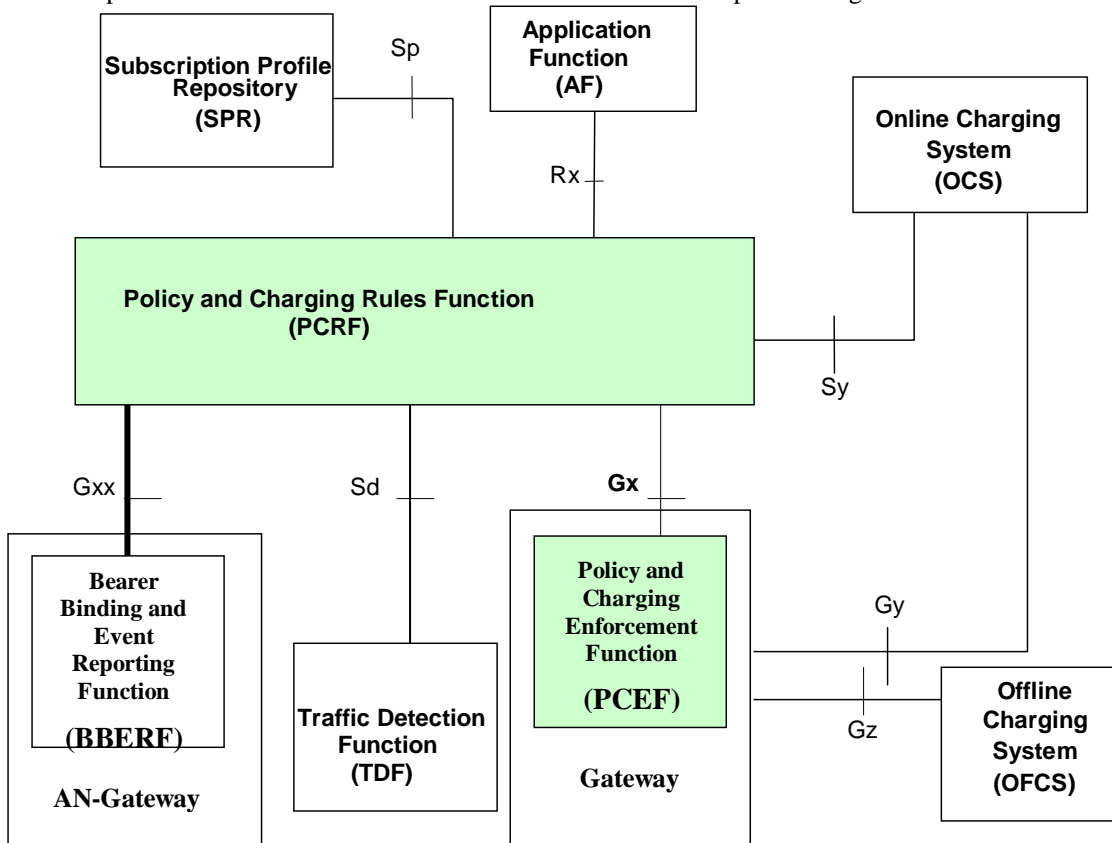 Sp
Subscription Profile
Repository
(SPR)
Application
Function
(AF)
Online Charging
System
(OCS)
Rx
Policy and Charging Rules Function
(PCRF)
Sy
Gxx
Sd
Gx
Bearer
Binding and
Event
Reporting
Function
(BBERF)
AN-Gateway
Traffic Detection
Function
(TDF)
Policy and
Charging
Enforcement
Function
(PCEF)
Gateway
Gy
Gz
Offline
Charging
System
(OFCS)